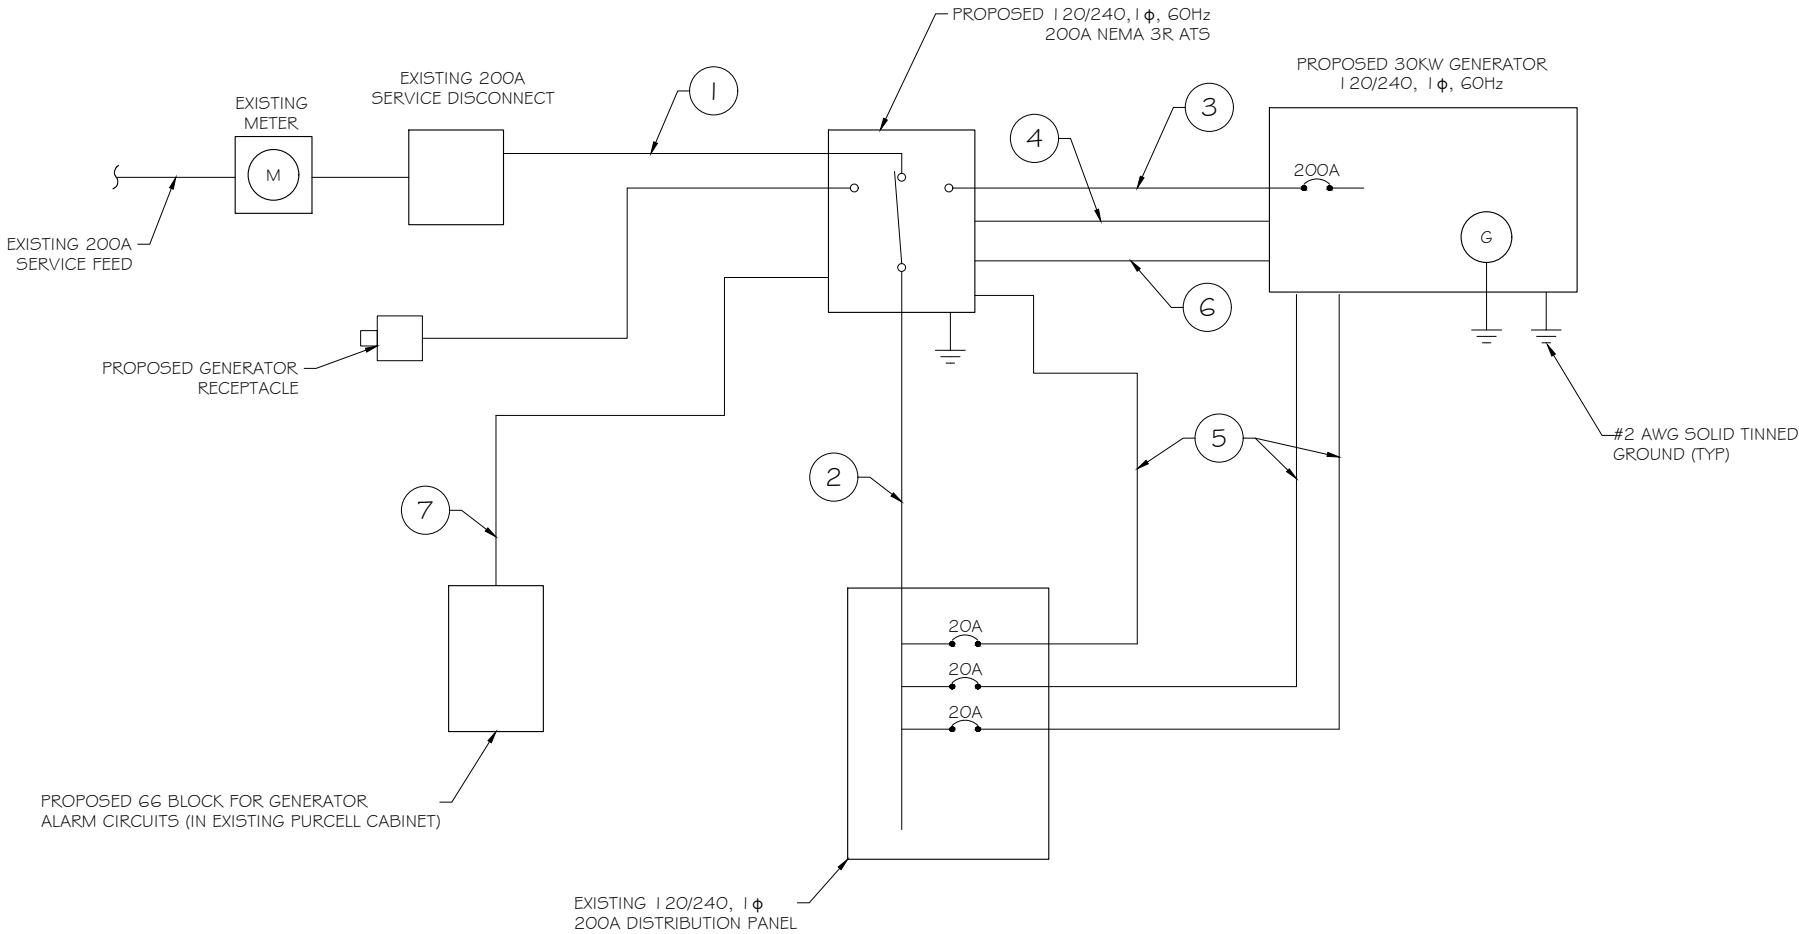 PROPOSED 120/240, 1ϕ, 60Hz
200A NEMA 3R ATS
PROPOSED 30KW GENERATOR
120/240, 1ϕ, 60Hz
EXISTING 200A
SERVICE DISCONNECT
EXISTING
METER
1
3
4
200A
M
G
EXISTING 200A
SERVICE FEED
6
PROPOSED GENERATOR
RECEPTACLE
5
#2 AWG SOLID TINNED
GROUND (TYP)
2
7
20A
20A
20A
PROPOSED 66 BLOCK FOR GENERATOR
ALARM CIRCUITS (IN EXISTING PURCELL CABINET)
EXISTING 120/240, 1ϕ
200A DISTRIBUTION PANEL